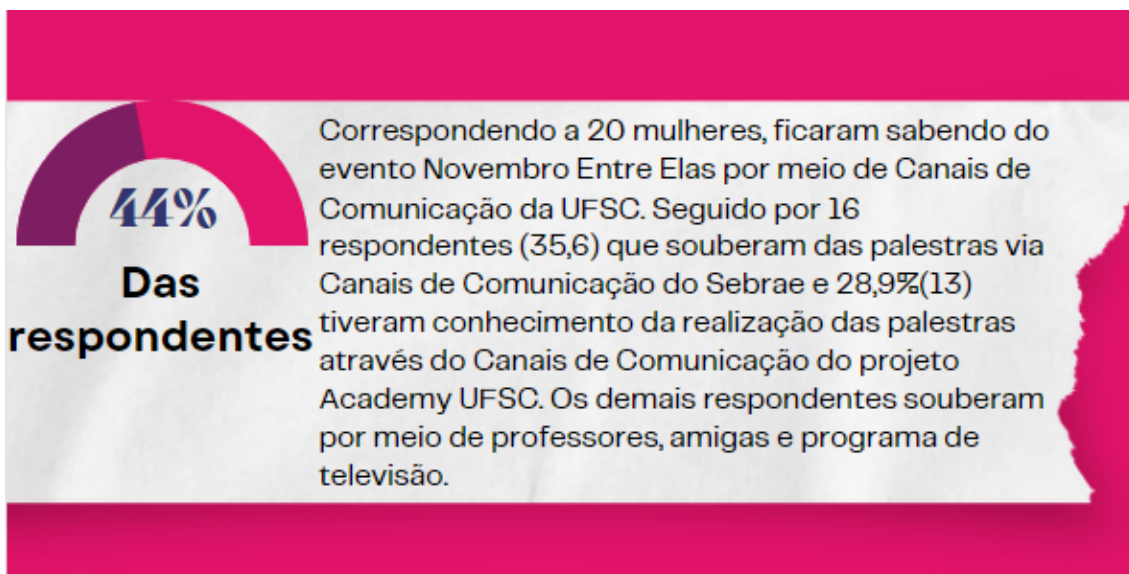 44%
Das
respondentes
Correspondendo a 20 mulheres, ficaram sabendo do
evento Novembro Entre Elas por meio de Canais de
Comunicação da UFSC. Seguido por 16
respondentes (35,6) que souberam das palestras via
Canais de Comunicação do Sebrae e 28,9%(13)
tiveram conhecimento da realização das palestras
através do Canais de Comunicação do projeto
Academy UFSC. Os demais respondentes souberam
por meio de professores, amigas e programa de
televisão.